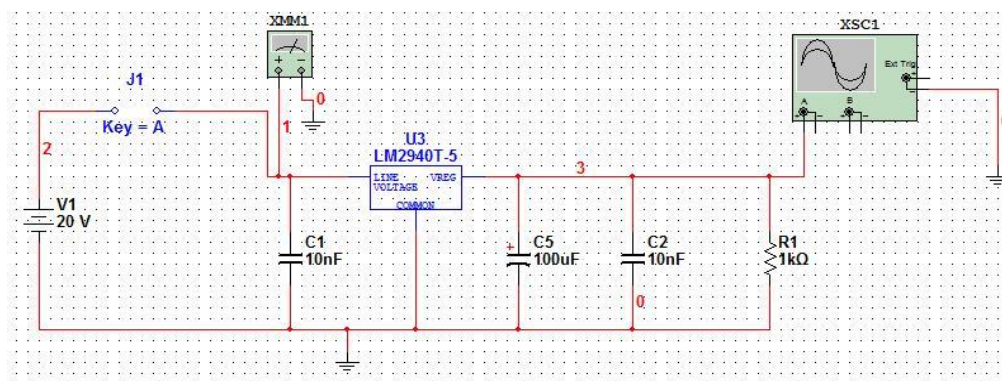 XMM1
XSC1
Ext Trig
+
−
A
B
+ −
+ −
J1
Key = A
+ −
0
1
2
U3
LM2940T-5
LINE VREG
VOLTAGE
COMMON
3
V1
20 V
C1
10nF
C5
100uF
+
C2
10nF
R1
1kΩ
0